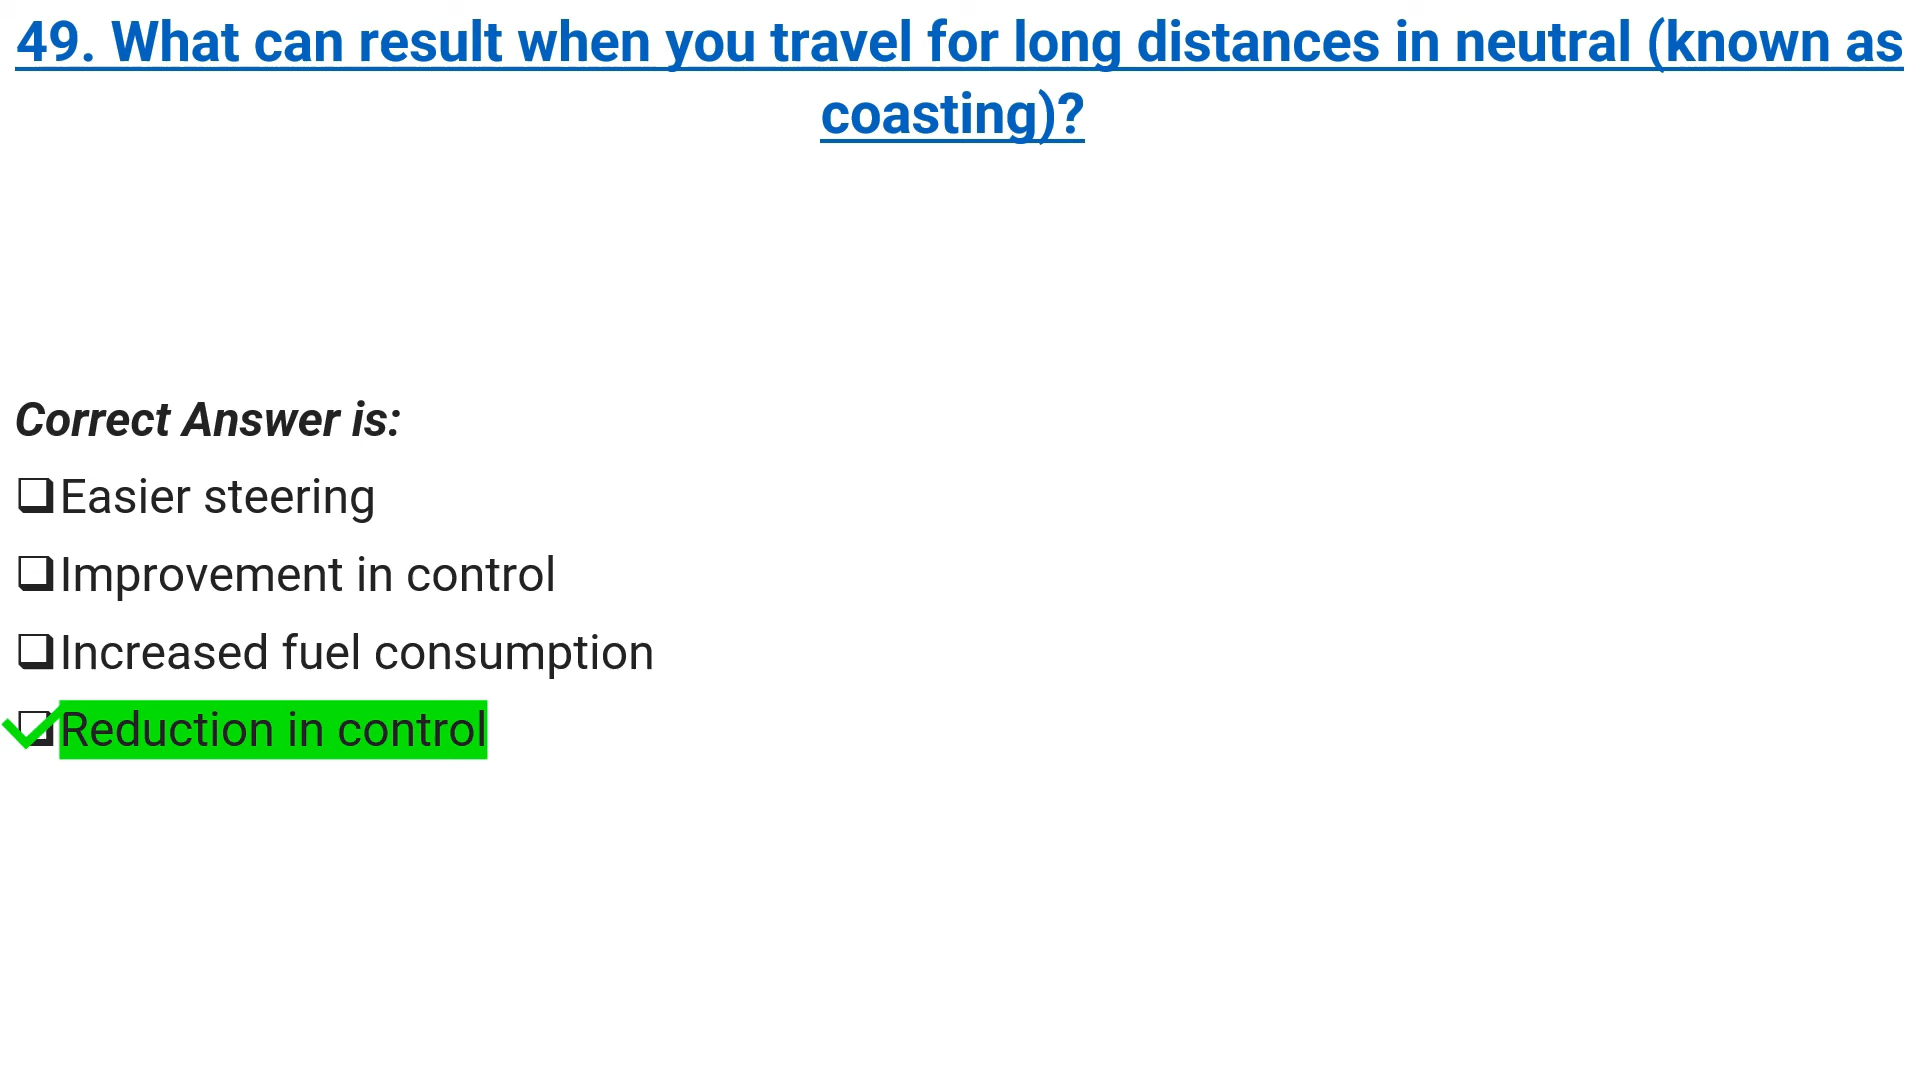 49. What can result when you travel for long distances in neutral (known as
coasting)?
Correct Answer is:
❑Easier steering
❑Improvement in control
❑Increased fuel consumption
❑Reduction in control